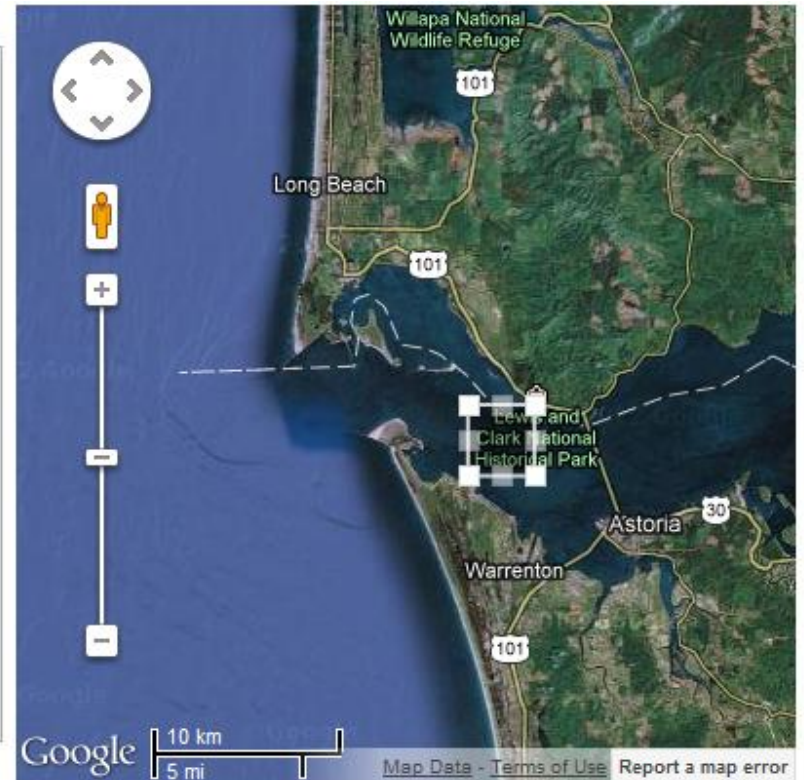 Willapa National
Wildlife Refuge
101
Long Beach
101
Lewis and
Clark National
Historical Park
30
Astoria
Warrenton
101
Google
10 km
5 mi
Map Data - Terms of Use Report a map error